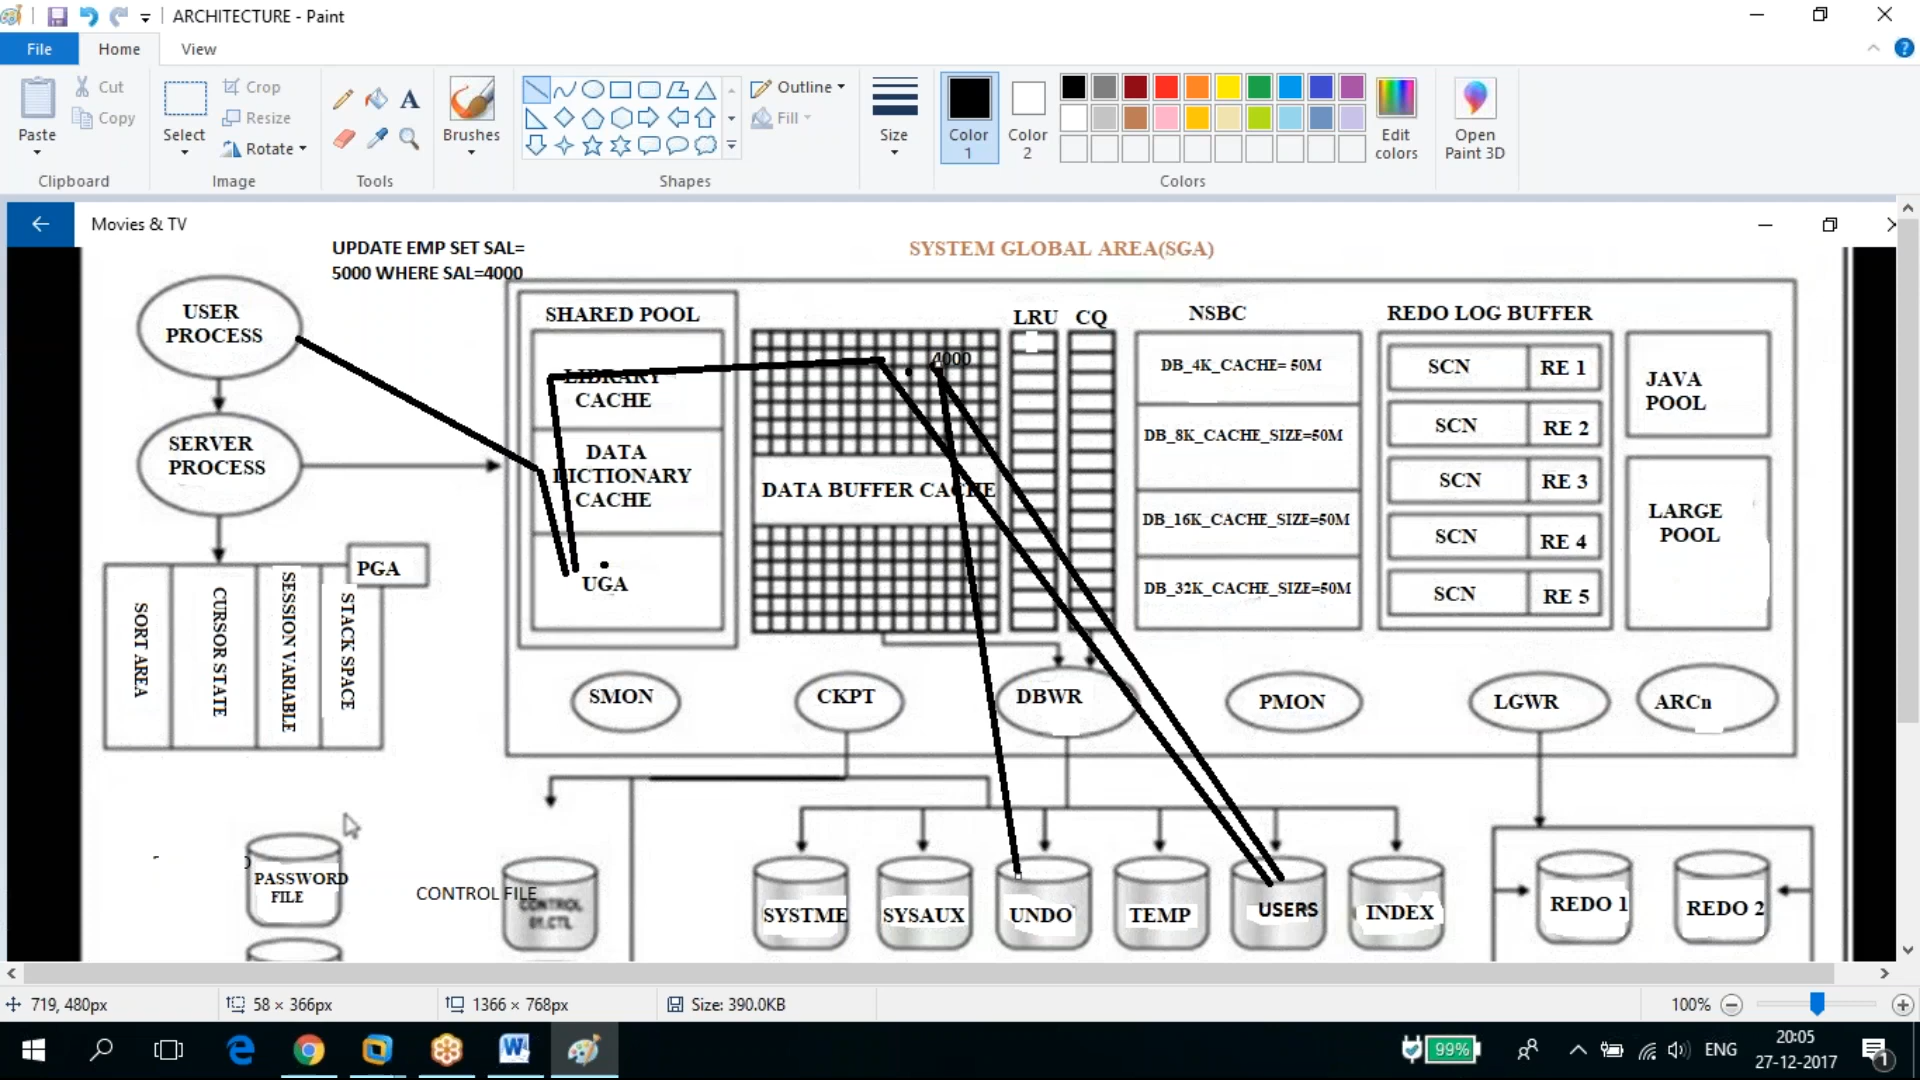 ARCHITECTURE - Paint
File
Home
View
Paste
Cut
Copy
Clipboard
Select
Crop
Resize
Rotate
Image
Tools
Brushes
Shapes
Outline
Fill
Size
Color
1
Color
2
Edit
colors
Open
Paint 3D
Colors
Movies & TV
UPDATE EMP SET SAL=
5000 WHERE SAL=4000
SYSTEM GLOBAL AREA(SGA)
USER
PROCESS
SERVER
PROCESS
PGA
SORT AREA
CURSOR STATE
SESSION VARIABLE
STACK SPACE
SHARED POOL
LIBRARY
CACHE
DATA
DICTIONARY
CACHE
UGA
4000
DATA BUFFER CACHE
LRU
CQ
NSBC
DB_4K_CACHE= 50M
DB_8K_CACHE_SIZE=50M
DB_16K_CACHE_SIZE=50M
DB_32K_CACHE_SIZE=50M
REDO LOG BUFFER
SCN RE 1
SCN RE 2
SCN RE 3
SCN RE 4
SCN RE 5
JAVA
POOL
LARGE
POOL
SMON
CKPT
DBWR
PMON
LGWR
ARCn
PASSWORD
FILE
CONTROL FILE
CONTROL
01.CTL
SYSTME
SYSAUX
UNDO
TEMP
USERS
INDEX
REDO 1
REDO 2
719, 480px
58 × 366px
1366 × 768px
Size: 390.0KB
100%
99%
ENG
20:05
27-12-2017
1